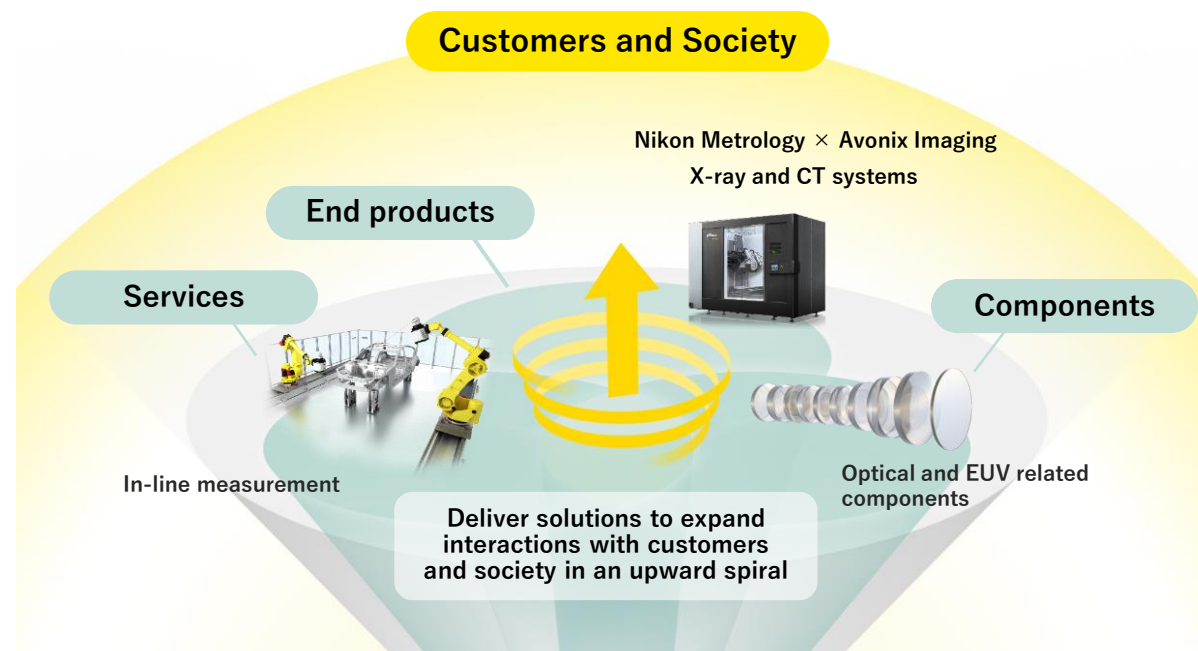 Customers and Society
Nikon Metrology × Avonix Imaging
X-ray and CT systems
End products
Services
Components
In-line measurement
Optical and EUV related
components
Deliver solutions to expand
interactions with customers
and society in an upward spiral